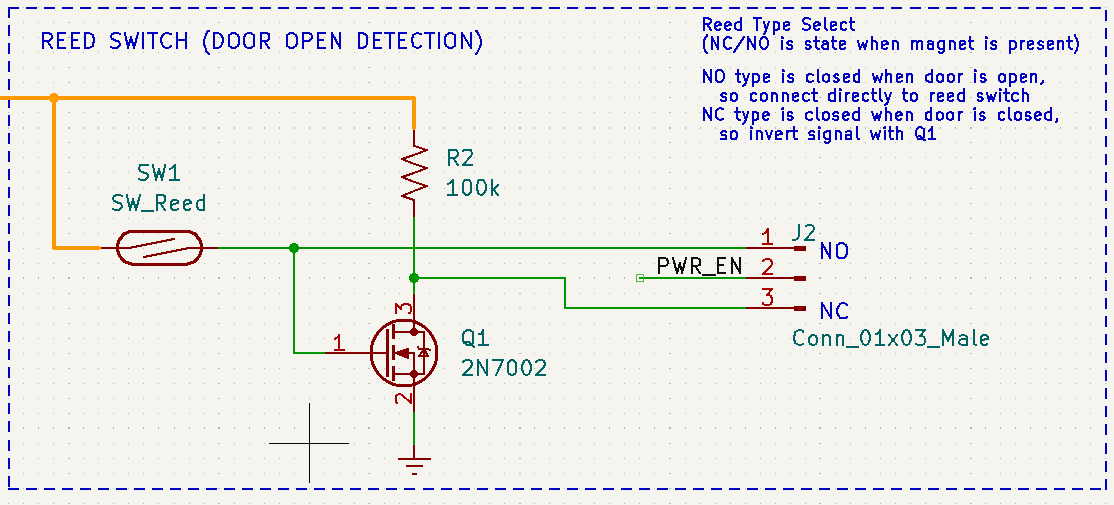 Reed Type Select
REED SWITCH (DOOR OPEN DETECTION)
(NC/NO is state when magnet is present)
NO type is closed when door is open,
so connect directly to reed switch
NC type is closed when door is closed,
so invert signal with Q1
R2
100k
SW1
SW_Reed
1
J2
NO
PWR_EN
2
3
NC
Conn_01x03_Male
3
1
Q1
2N7002
2